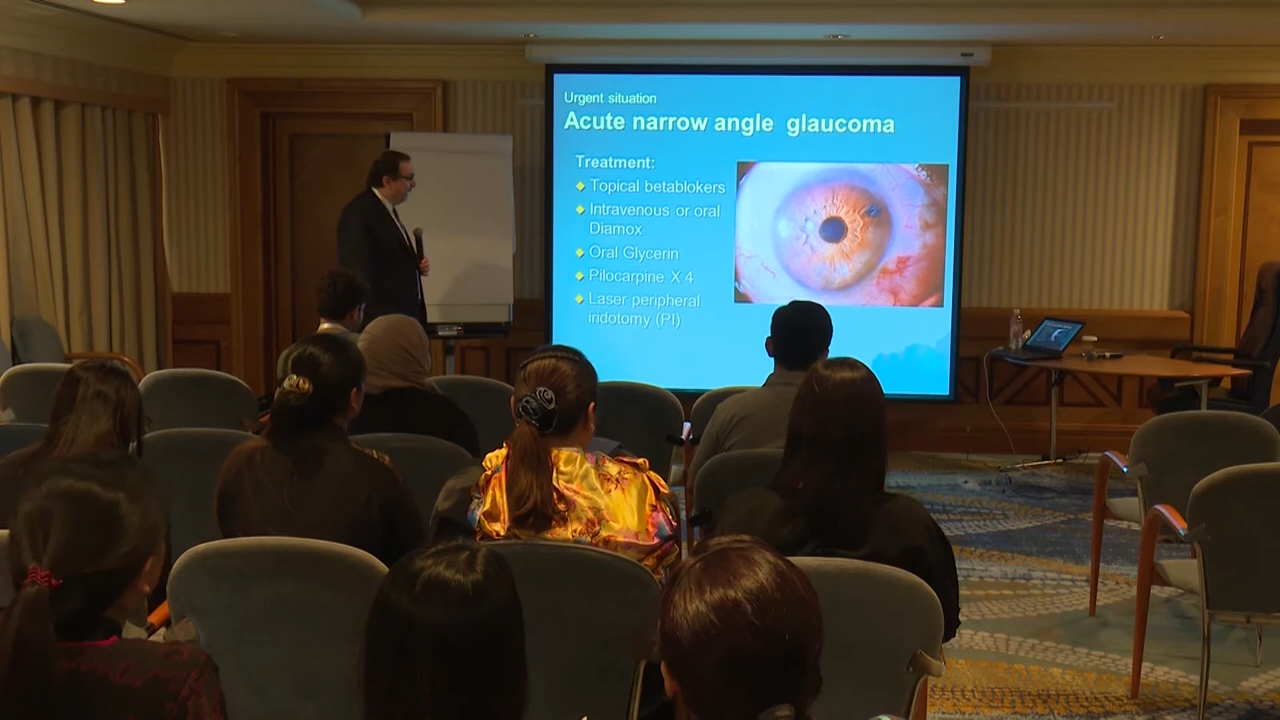 Urgent situation
Acute narrow angle glaucoma
Treatment:
Topical betablokers
Intravenous or oral
Diamox
Oral Glycerin
Pilocarpine X 4
Laser peripheral
iridotomy (PI)